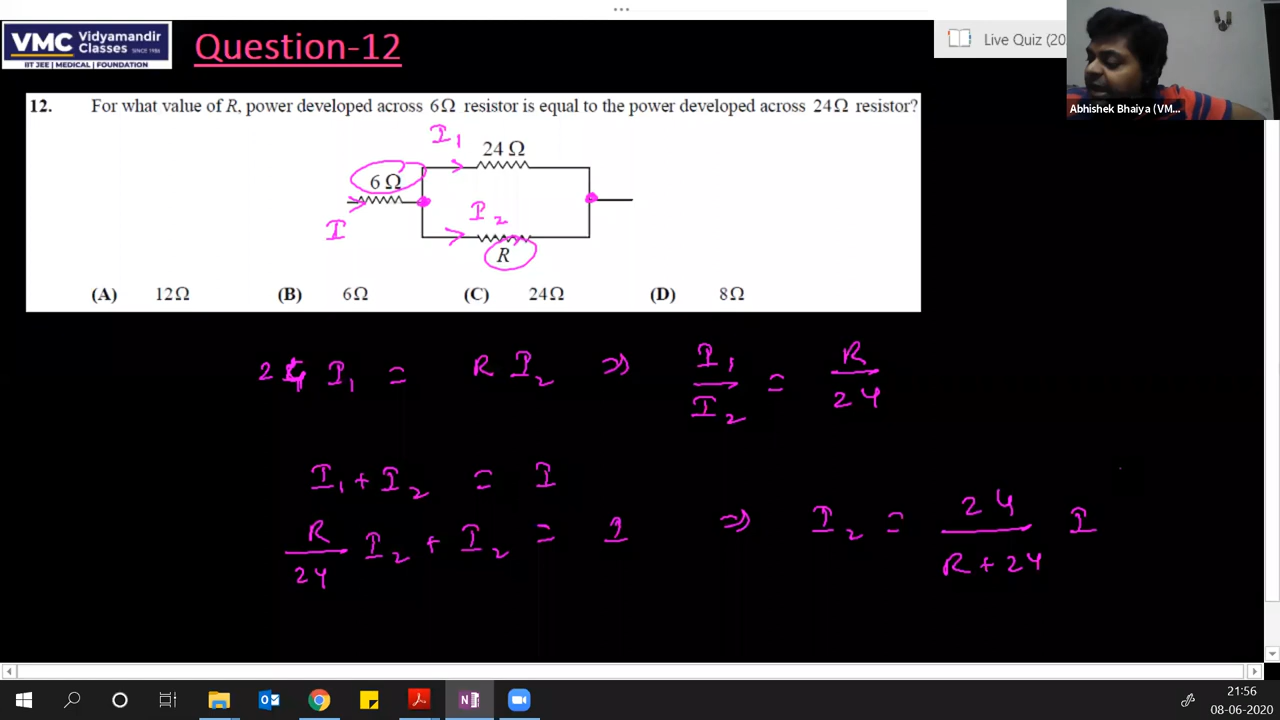 VMC Vidyamandir Classes SINCE 1986
IIT JEE | MEDICAL | FOUNDATION
Question-12
Live Quiz (20
Abhishek Bhaiya (VM...
12. For what value of R, power developed across 6Ω resistor is equal to the power developed across 24Ω resistor?
I₁
24 Ω
6 Ω
I
I₂
R
(A) 12Ω (B) 6Ω (C) 24Ω (D) 8Ω
24 I₁ = R I₂ ⇒ I₁/I₂ = R/24
I₁ + I₂ = I
R/24 I₂ + I₂ = I ⇒ I₂ = 24/(R + 24) I
21:56
08-06-2020